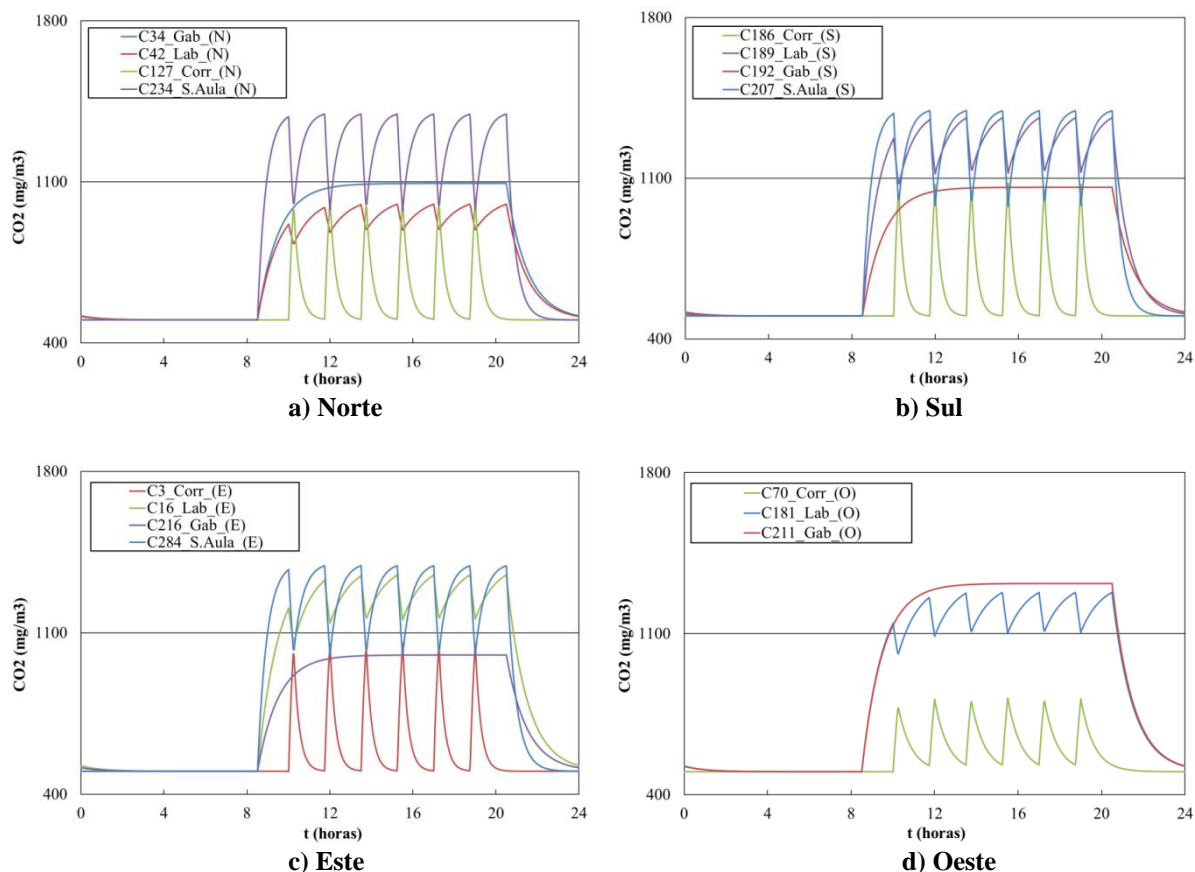 1800
C34_Gab_(N)
C42_Lab_(N)
C127_Corr_(N)
C234_S.Aula_(N)
CO2 (mg/m3)
1100
400
0 4 8 12 16 20 24
t (horas)
a) Norte
1800
C186_Corr_(S)
C189_Lab_(S)
C192_Gab_(S)
C207_S.Aula_(S)
CO2 (mg/m3)
1100
400
0 4 8 12 16 20 24
t (horas)
b) Sul
1800
C3_Corr_(E)
C16_Lab_(E)
C216_Gab_(E)
C284_S.Aula_(E)
CO2 (mg/m3)
1100
400
0 4 8 12 16 20 24
t (horas)
c) Este
1800
C70_Corr_(O)
C181_Lab_(O)
C211_Gab_(O)
CO2 (mg/m3)
1100
400
0 4 8 12 16 20 24
t (horas)
d) Oeste